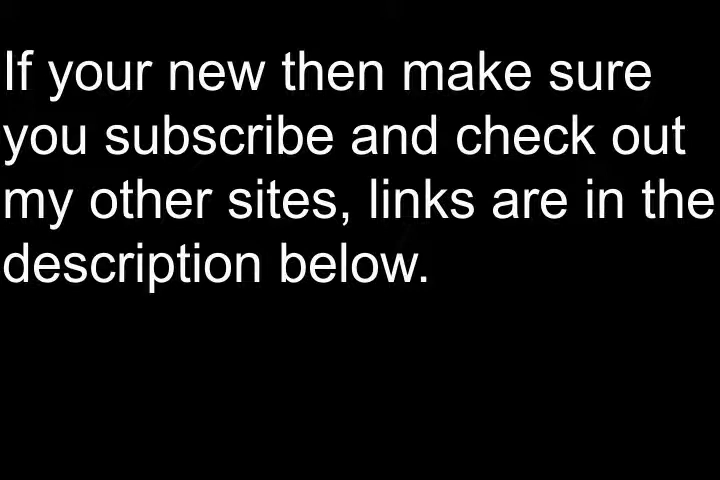 If your new then make sure
you subscribe and check out
my other sites, links are in the
description below.